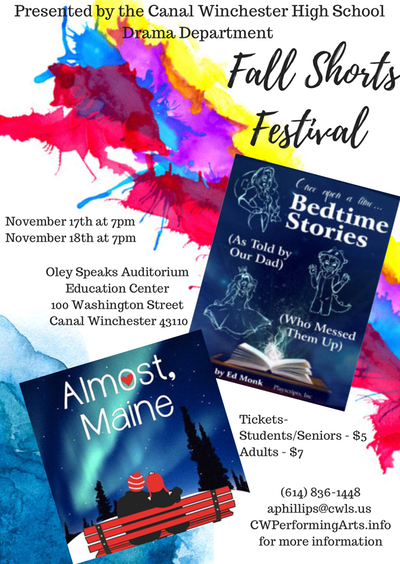 Presented by the Canal Winchester High School
Drama Department
Fall Shorts
Festival
November 17th at 7pm
November 18th at 7pm
Oley Speaks Auditorium
Education Center
100 Washington Street
Canal Winchester 43110
Once upon a time...
Bedtime
Stories
(As Told by
Our Dad)
(Who Messed
Them Up)
by Ed Monk
Playscripts, Inc
Almost,
Maine
Tickets-
Students/Seniors - $5
Adults - $7
(614) 836-1448
aphillips@cwls.us
CWPerformingArts.info
for more information